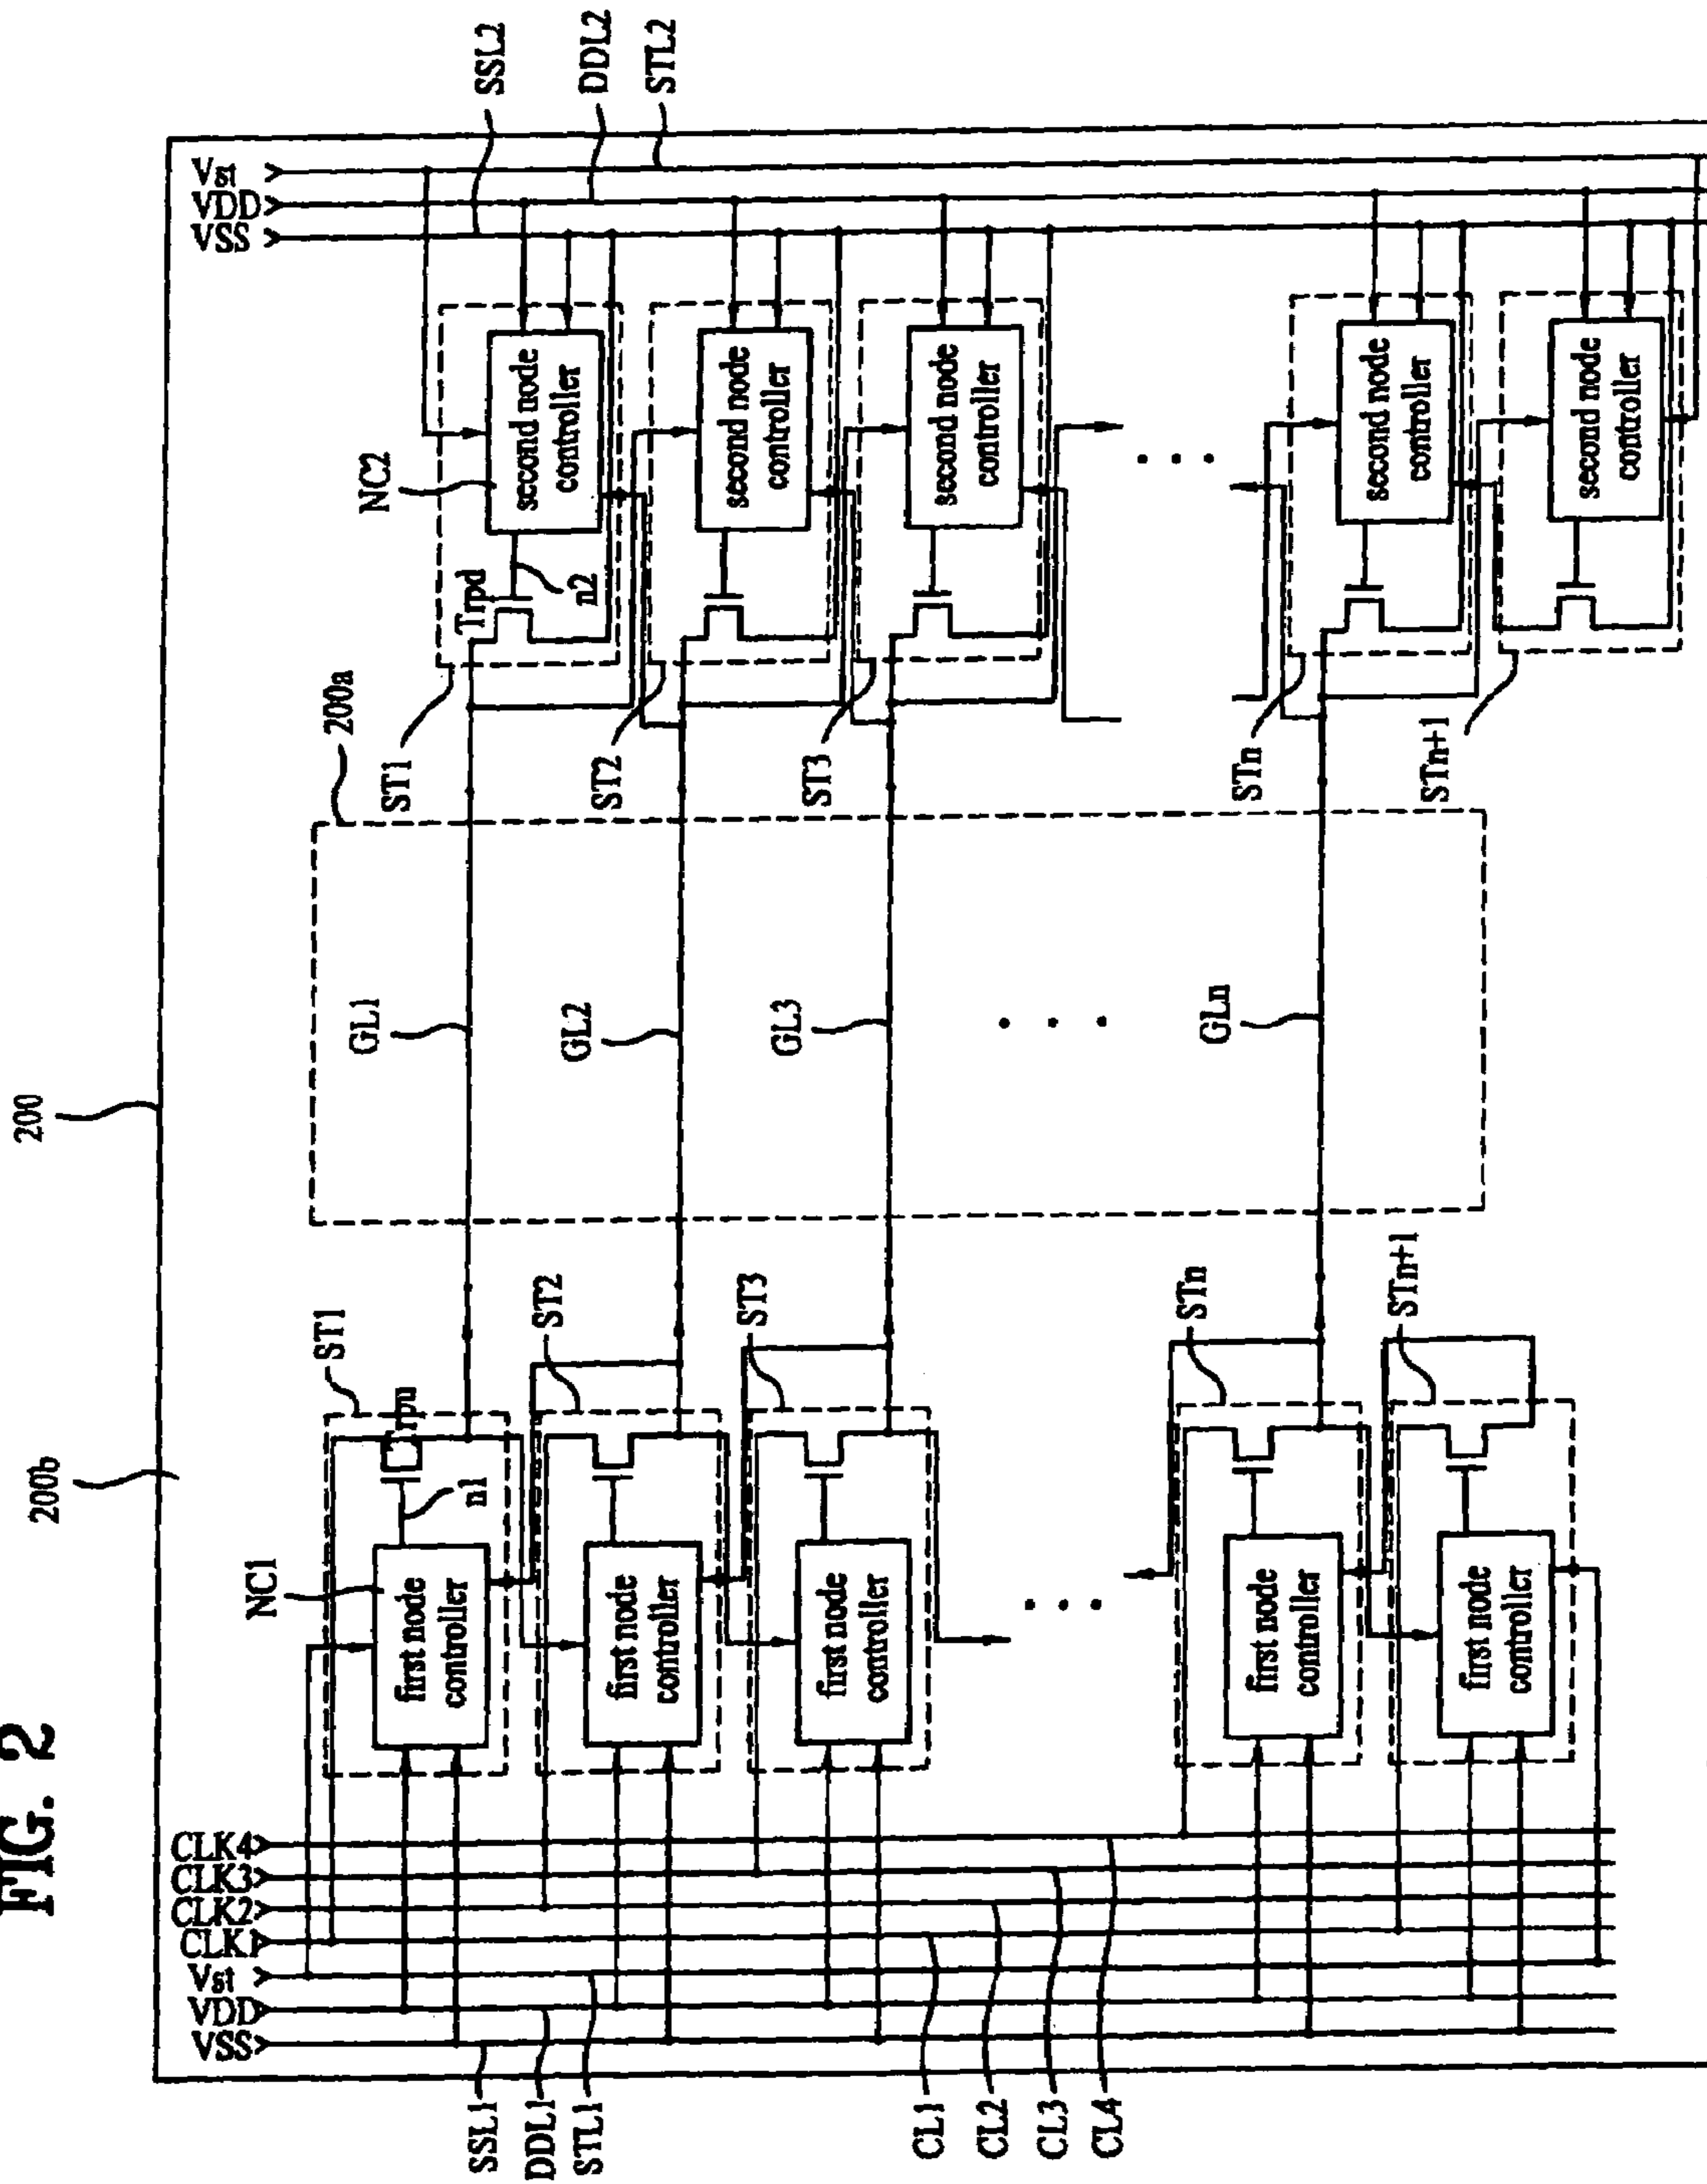 FIG. 2
200
200b
200a
CLK4
CLK3
CLK2
CLK1
Vst
VDD
VSS
Vst
VDD
VSS
NC1
n1
ST1
GL1
ST1
Trpd
n2
NC2
SSL2
DDL2
STL2
first node
controller
second node
controller
ST2
GL2
ST2
first node
controller
second node
controller
ST3
GL3
ST3
first node
controller
second node
controller
. . .
. . .
. . .
STn
GLn
STn
first node
controller
second node
controller
STn+1
STn+1
first node
controller
second node
controller
SSL1
DDL1
STL1
CL1
CL2
CL3
CL4